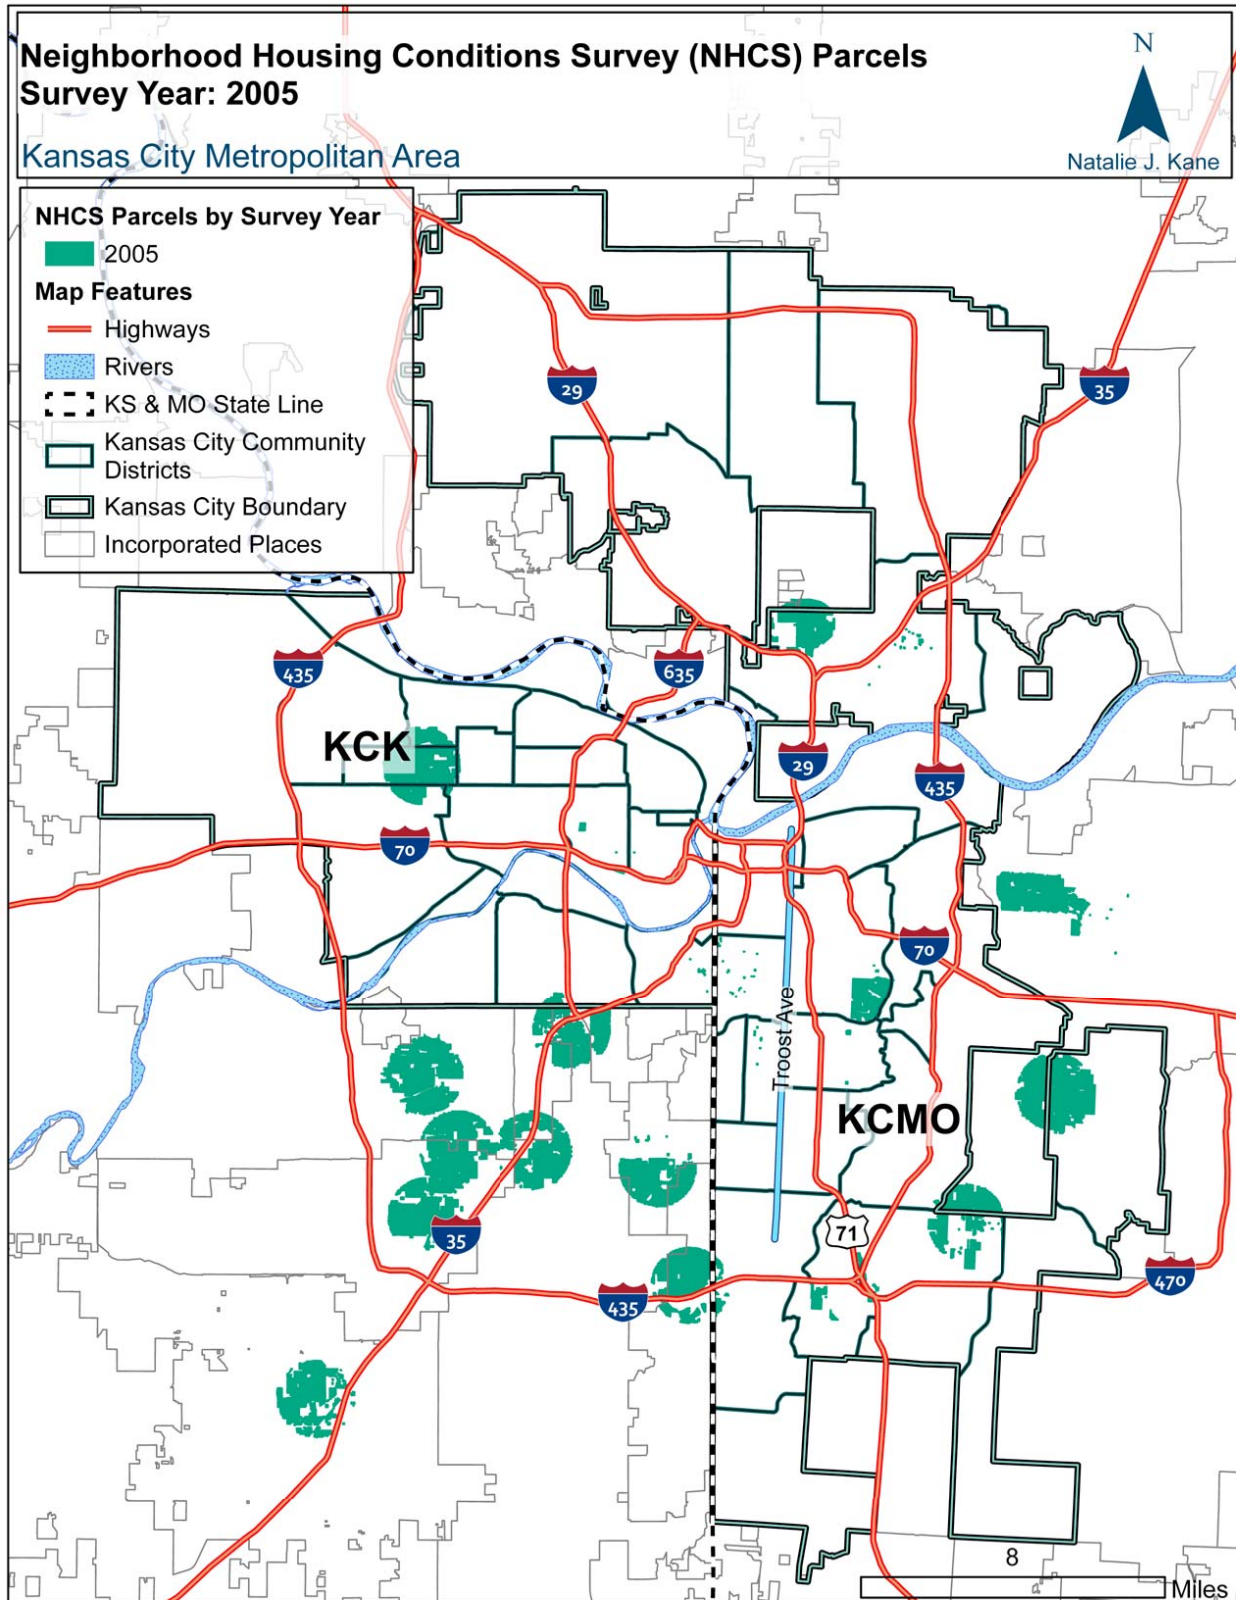 Neighborhood Housing Conditions Survey (NHCS) Parcels
Survey Year: 2005
Kansas City Metropolitan Area
N
Natalie J. Kane
NHCS Parcels by Survey Year
2005
Map Features
Highways
Rivers
KS & MO State Line
Kansas City Community
Districts
Kansas City Boundary
Incorporated Places
29
35
435
635
KCK
29
435
70
70
Troost Ave
KCMO
71
35
470
435
8
Miles